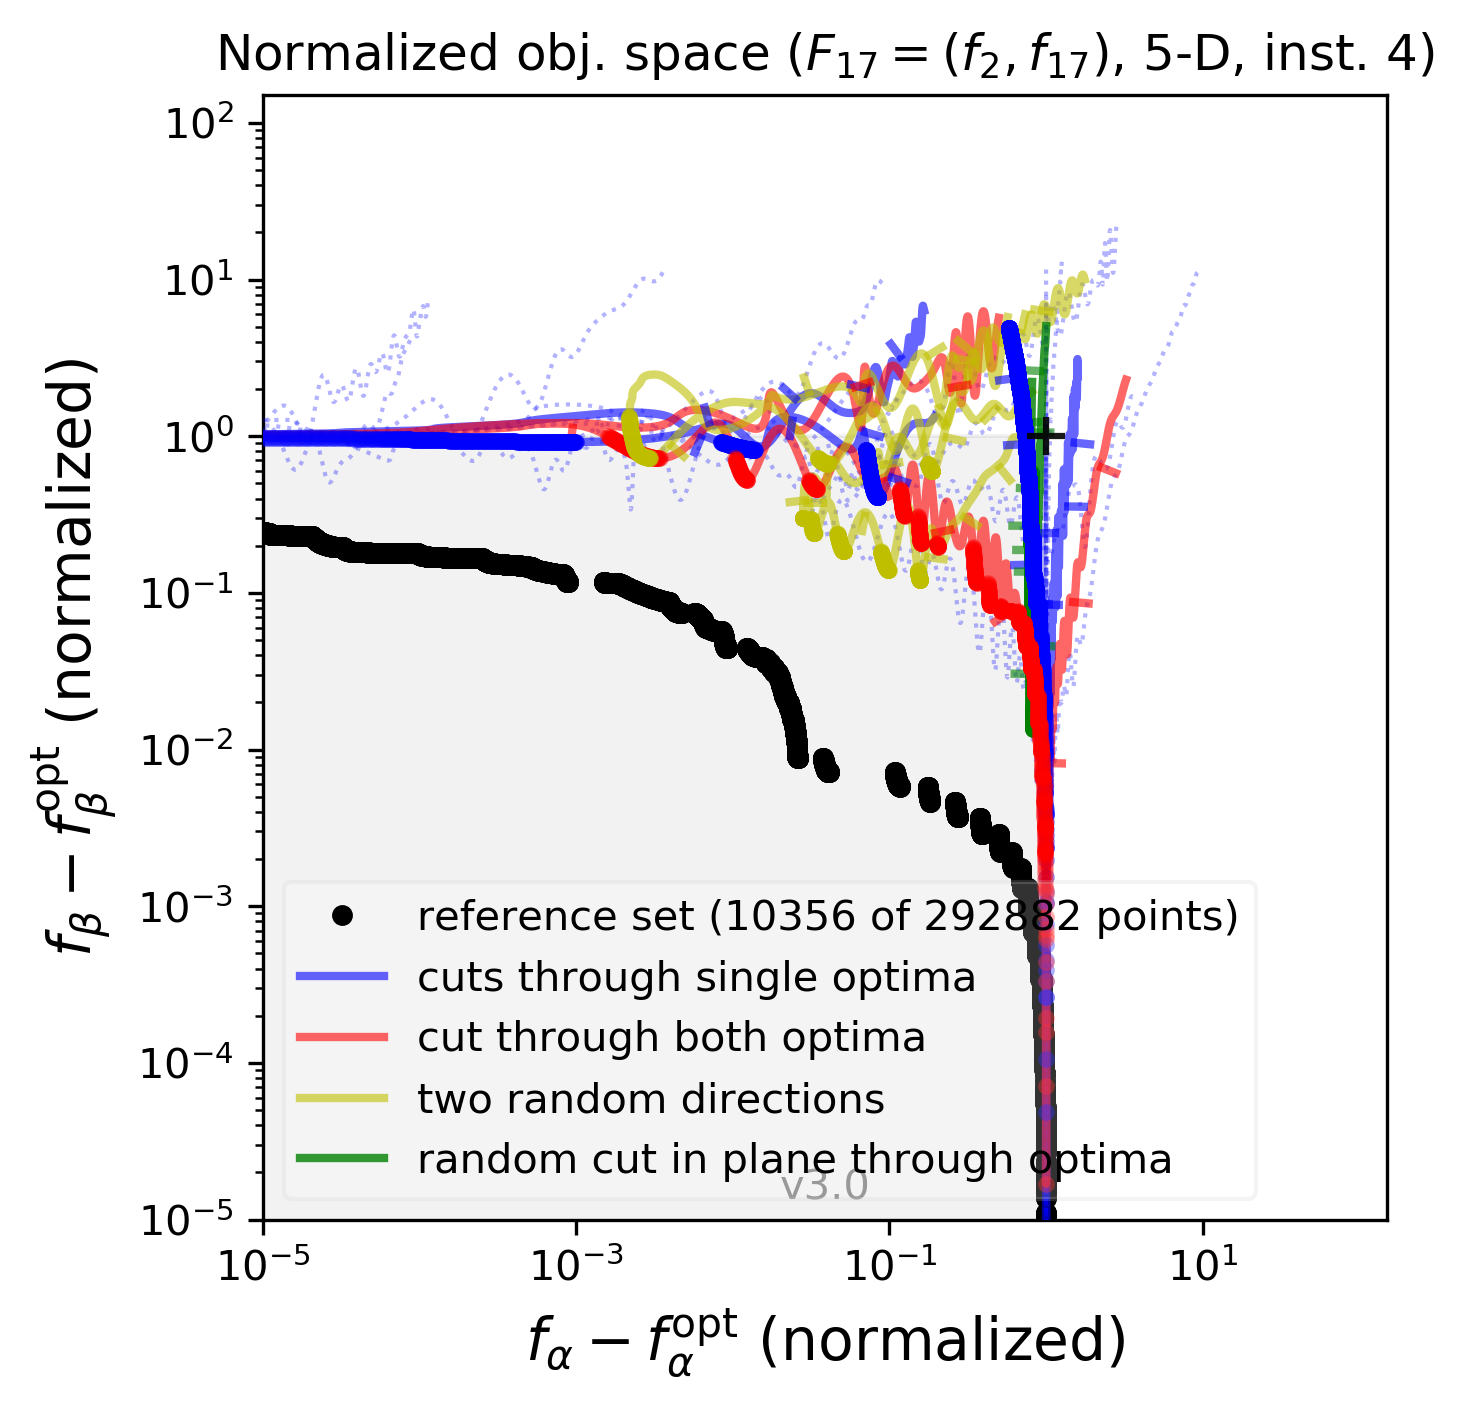 Normalized obj. space (F₁₇ = (f₂, f₁₇), 5-D, inst. 4)
10²
10¹
10⁰
10⁻¹
10⁻²
10⁻³
10⁻⁴
10⁻⁵
f_β − f_β^opt (normalized)
reference set (10356 of 292882 points)
cuts through single optima
cut through both optima
two random directions
random cut in plane through optima
v3.0
10⁻⁵ 10⁻³ 10⁻¹ 10¹
f_α − f_α^opt (normalized)